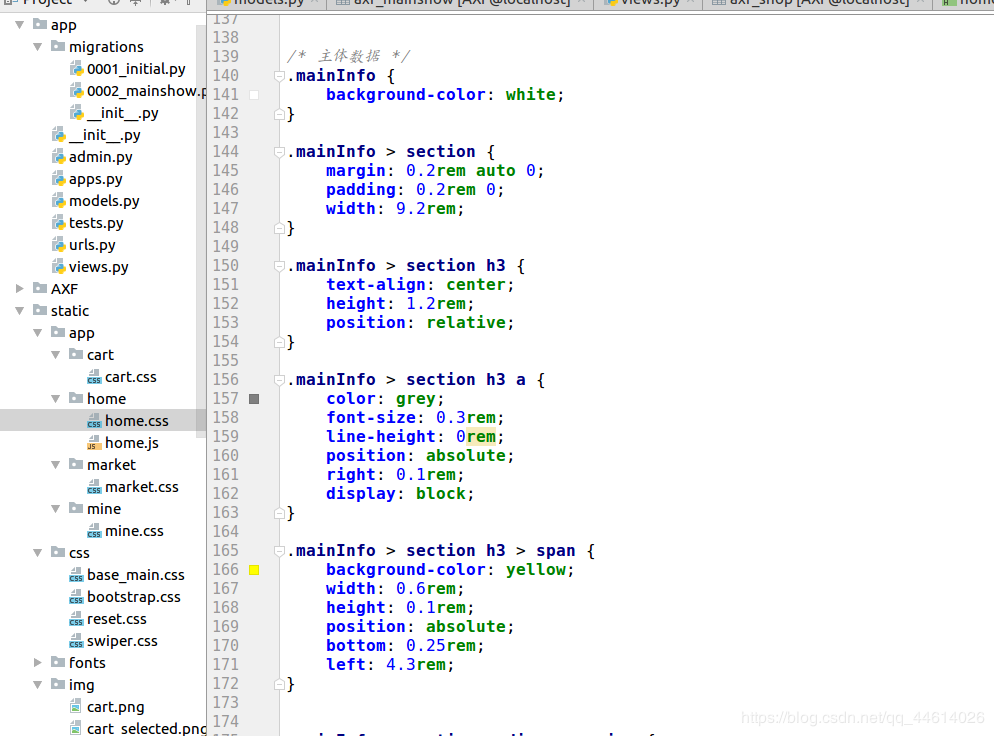 Project
models.py
axf_mainshow [AXF@localhost]
views.py
axf_shop [AXF@localhost]
app
migrations
0001_initial.py
0002_mainshow.p
__init__.py
__init__.py
admin.py
apps.py
models.py
tests.py
urls.py
views.py
AXF
static
app
cart
cart.css
home
home.css
home.js
market
market.css
mine
mine.css
css
base_main.css
bootstrap.css
reset.css
swiper.css
fonts
img
cart.png
cart_selected.png
137
138
139 /* 主体数据 */
140 .mainInfo {
141 background-color: white;
142 }
143
144 .mainInfo > section {
145 margin: 0.2rem auto 0;
146 padding: 0.2rem 0;
147 width: 9.2rem;
148 }
149
150 .mainInfo > section h3 {
151 text-align: center;
152 height: 1.2rem;
153 position: relative;
154 }
155
156 .mainInfo > section h3 a {
157 color: grey;
158 font-size: 0.3rem;
159 line-height: 0rem;
160 position: absolute;
161 right: 0.1rem;
162 display: block;
163 }
164
165 .mainInfo > section h3 > span {
166 background-color: yellow;
167 width: 0.6rem;
168 height: 0.1rem;
169 position: absolute;
170 bottom: 0.25rem;
171 left: 4.3rem;
172 }
173
174
https://blog.csdn.net/qq_44614026